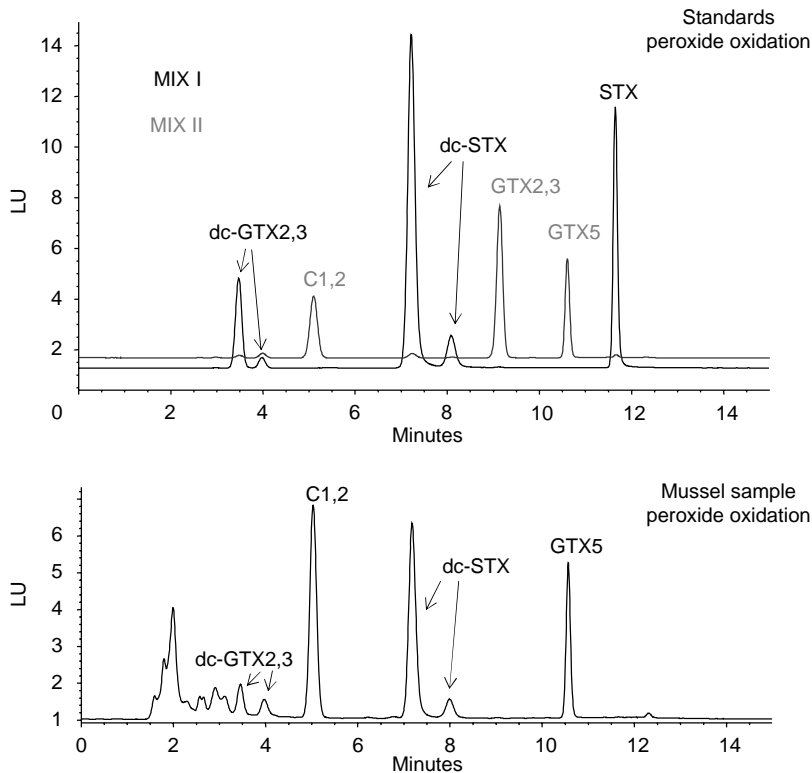 Standards
peroxide oxidation
14
12
10
8
6
4
2
0
LU
MIX I
MIX II
dc-GTX2,3
C1,2
dc-STX
GTX2,3
GTX5
STX
2 4 6 8 10 12 14
Minutes
Mussel sample
peroxide oxidation
6
5
4
3
2
1
LU
dc-GTX2,3
C1,2
dc-STX
GTX5
0 2 4 6 8 10 12 14
Minutes